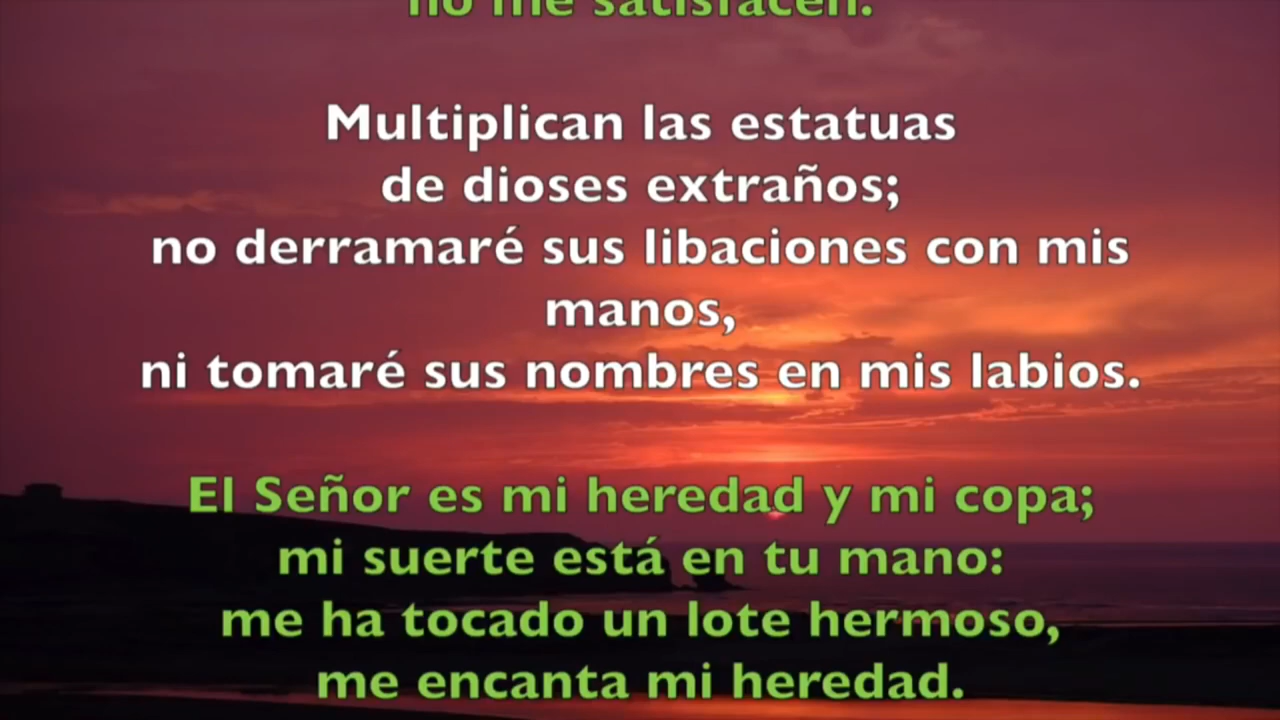 no me satisfacen.
Multiplican las estatuas
de dioses extraños;
no derramaré sus libaciones con mis
manos,
ni tomaré sus nombres en mis labios.
El Señor es mi heredad y mi copa;
mi suerte está en tu mano:
me ha tocado un lote hermoso,
me encanta mi heredad.